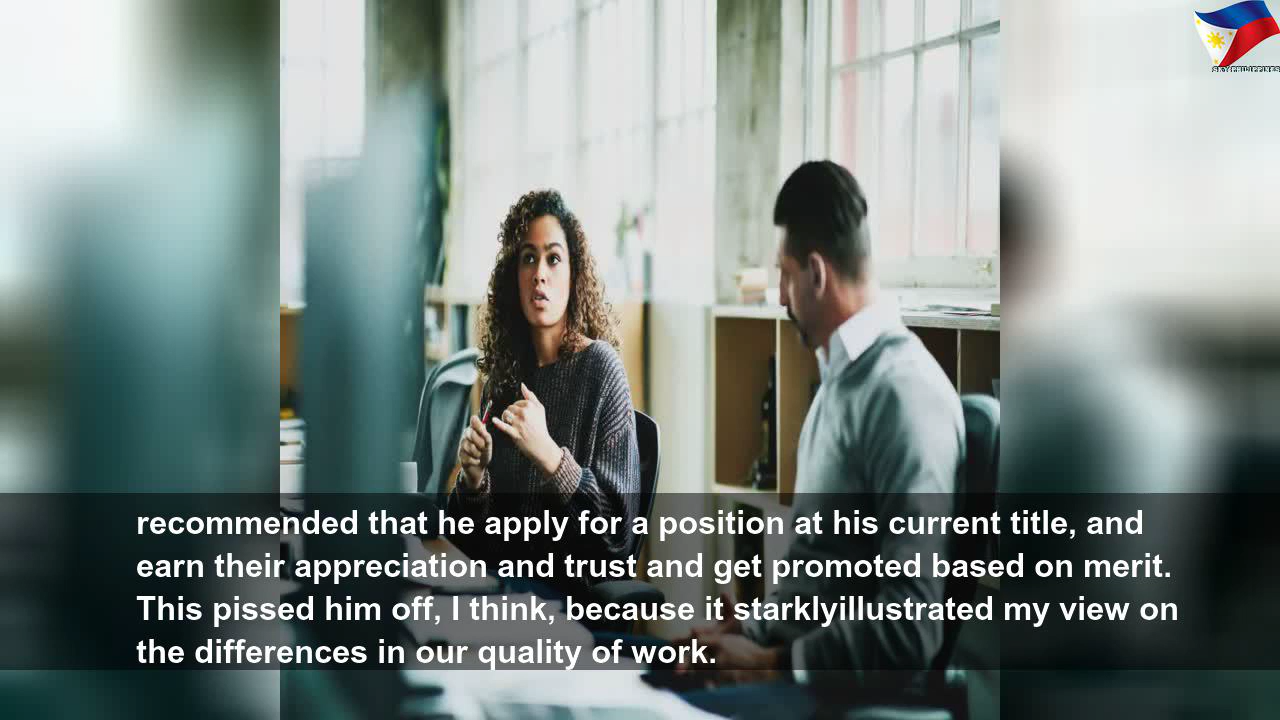 SKYPHILIPPINES
recommended that he apply for a position at his current title, and
earn their appreciation and trust and get promoted based on merit.
This pissed him off, I think, because it starklyillustrated my view on
the differences in our quality of work.